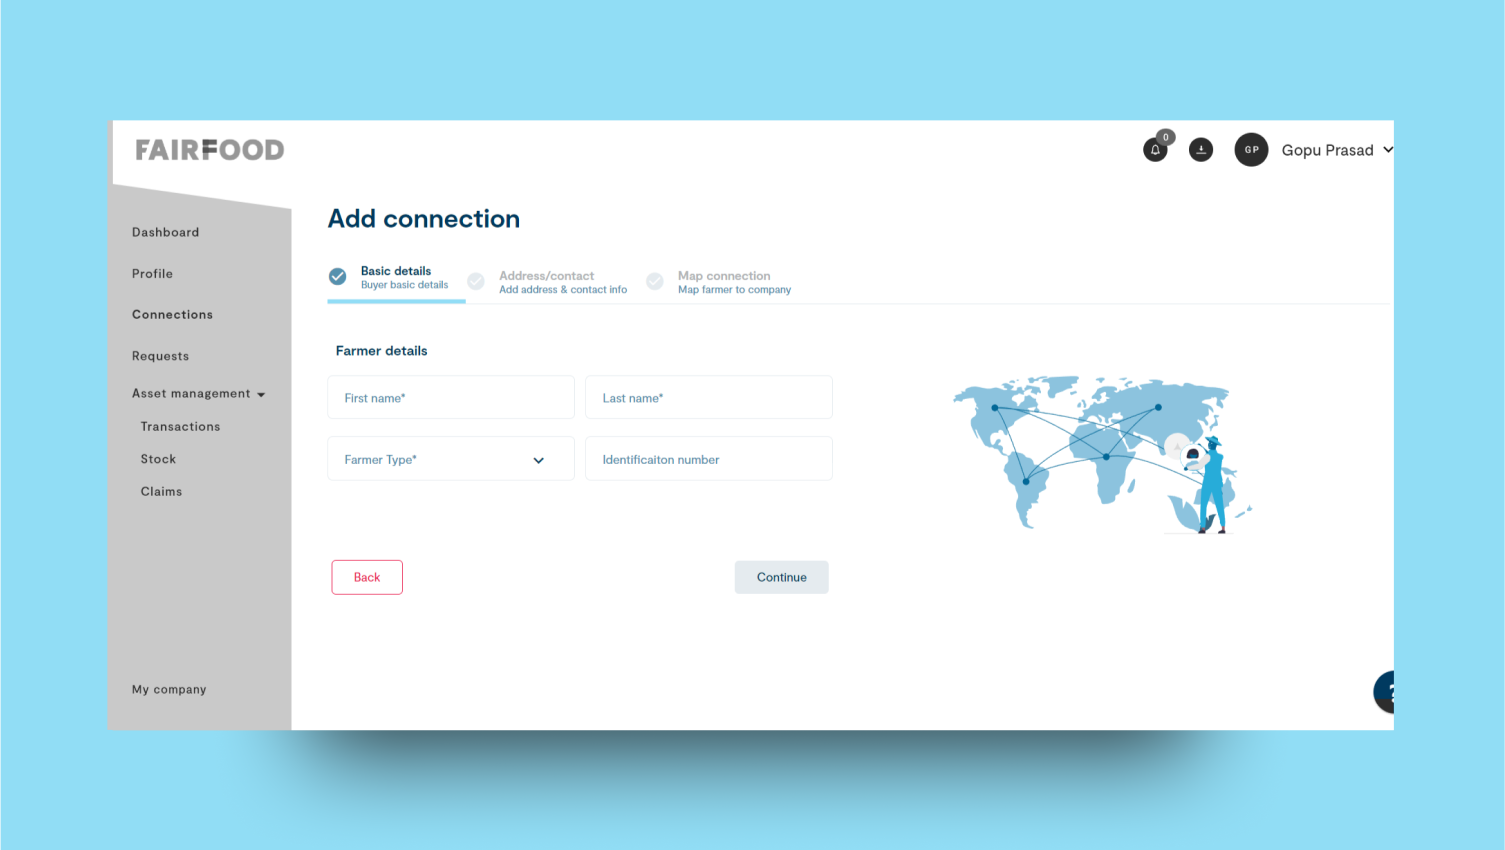 FAIRFOOD
0
GP
Gopu Prasad
Dashboard
Profile
Connections
Requests
Asset management
Transactions
Stock
Claims
My company
Add connection
Basic details
Buyer basic details
Address/contact
Add address & contact info
Map connection
Map farmer to company
Farmer details
First name*
Last name*
Farmer Type*
Identificaiton number
Back
Continue
?